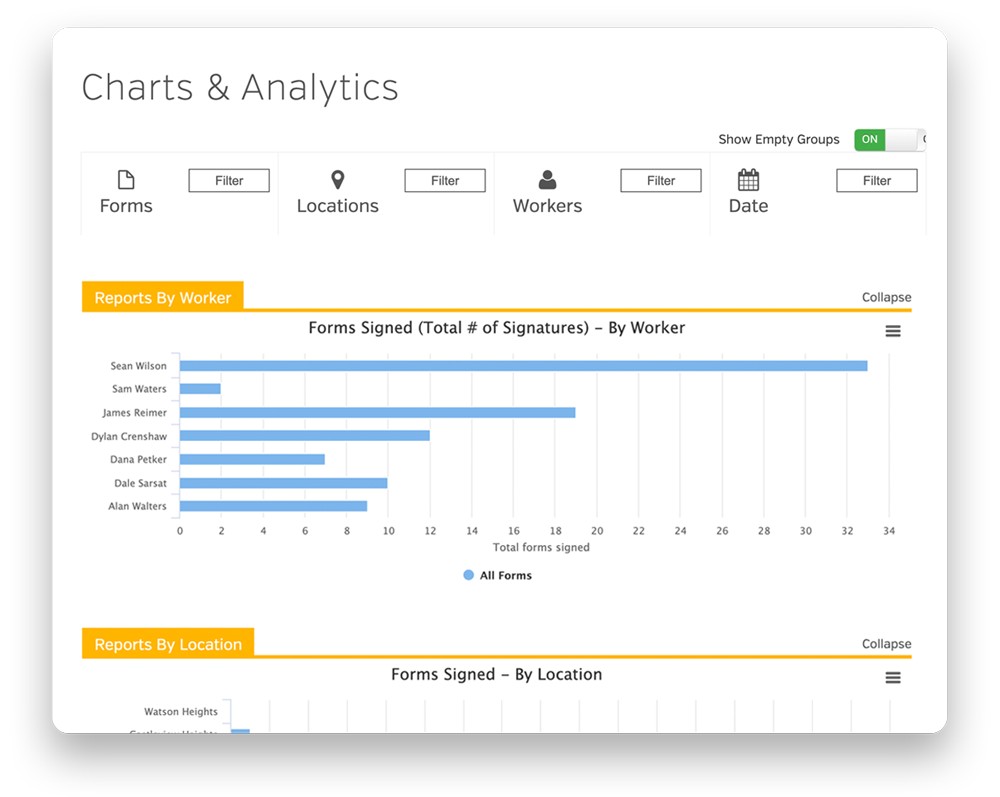 Charts & Analytics
Show Empty Groups ON
Filter Filter Filter Filter
Forms Locations Workers Date
Reports By Worker Collapse
Forms Signed (Total # of Signatures) – By Worker
Sean Wilson
Sam Waters
James Reimer
Dylan Crenshaw
Dana Petker
Dale Sarsat
Alan Walters
0 2 4 6 8 10 12 14 16 18 20 22 24 26 28 30 32 34
Total forms signed
All Forms
Reports By Location Collapse
Forms Signed – By Location
Watson Heights